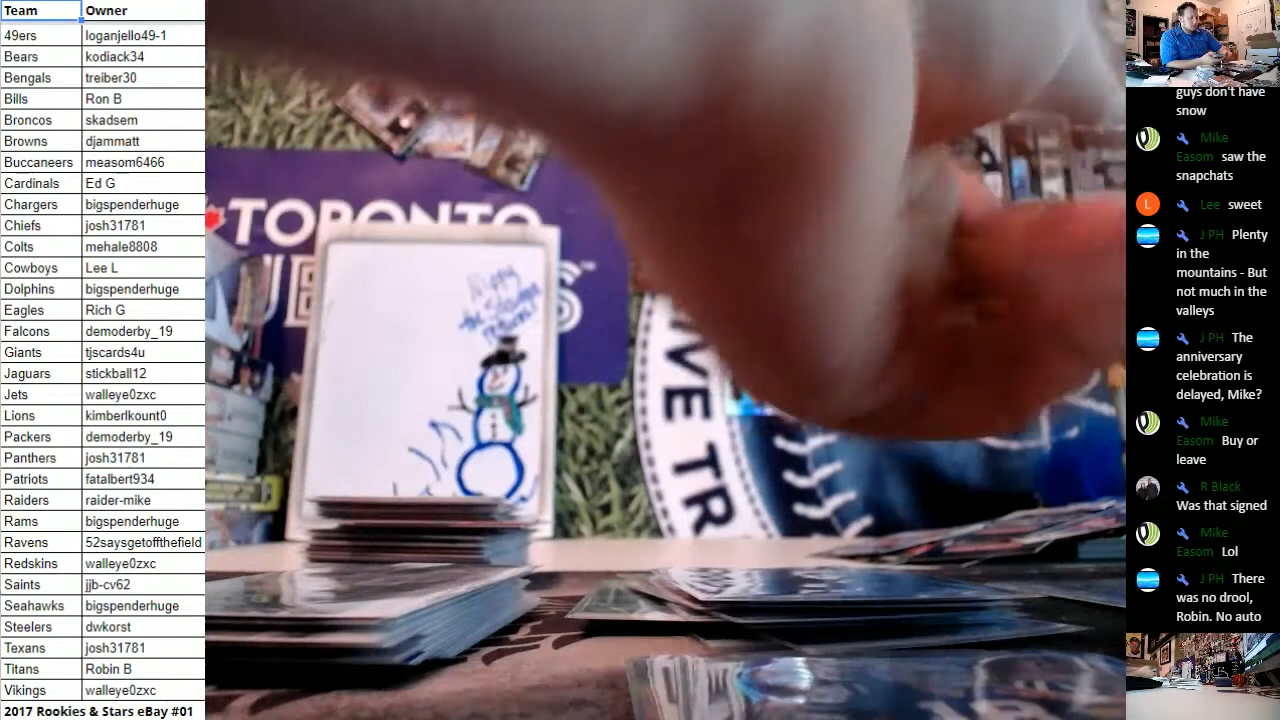 Team Owner
49ers loganjello49-1
Bears kodiack34
Bengals treiber30
Bills Ron B
Broncos skadsem
Browns djammatt
Buccaneers measom6466
Cardinals Ed G
Chargers bigspenderhuge
Chiefs josh31781
Colts mehale8808
Cowboys Lee L
Dolphins bigspenderhuge
Eagles Rich G
Falcons demoderby_19
Giants tjscards4u
Jaguars stickball12
Jets walleye0zxc
Lions kimberlkount0
Packers demoderby_19
Panthers josh31781
Patriots fatalbert934
Raiders raider-mike
Rams bigspenderhuge
Ravens 52saysgetoffthefield
Redskins walleye0zxc
Saints jjb-cv62
Seahawks bigspenderhuge
Steelers dwkorst
Texans josh31781
Titans Robin B
Vikings walleye0zxc
2017 Rookies & Stars eBay #01
TORONTO
the
IVE TR
guys don't have
snow
Mike
Easom saw the
snapchats
L Lee sweet
J PH Plenty
in the
mountains - But
not much in the
valleys
J PH The
anniversary
celebration is
delayed, Mike?
Mike
Easom Buy or
leave
R Black
Was that signed
Mike
Easom Lol
J PH There
was no drool,
Robin. No auto